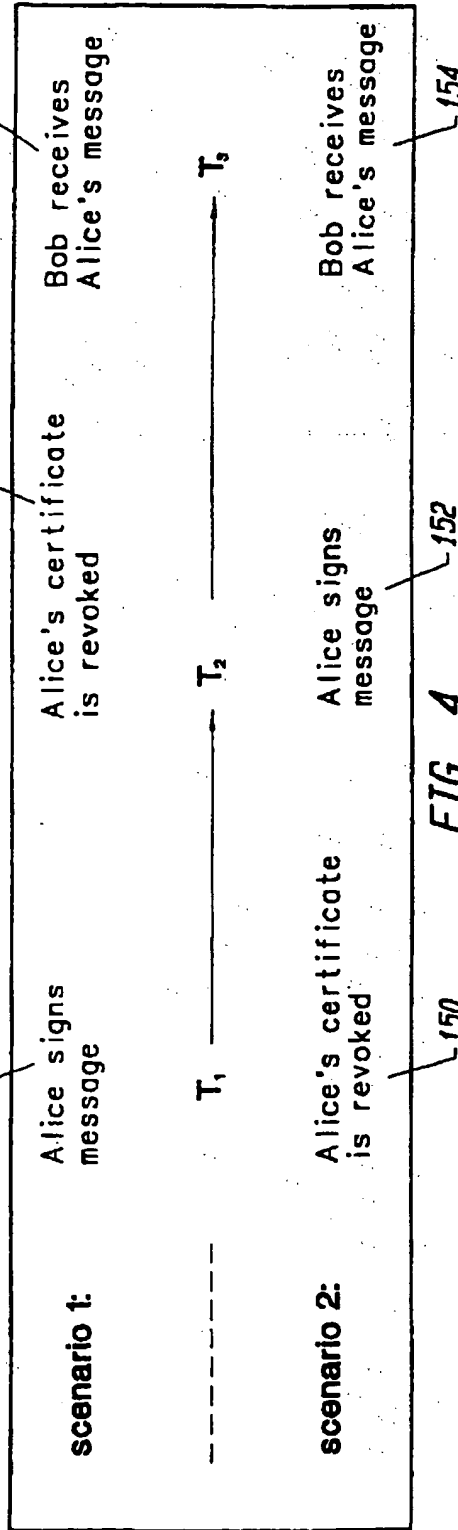 scenario 1:
Alice signs
message
Alice's certificate
is revoked
Bob receives
Alice's message
T1
T2
T3
scenario 2:
Alice's certificate
is revoked
Alice signs
message
Bob receives
Alice's message
150
152
154
FIG 4